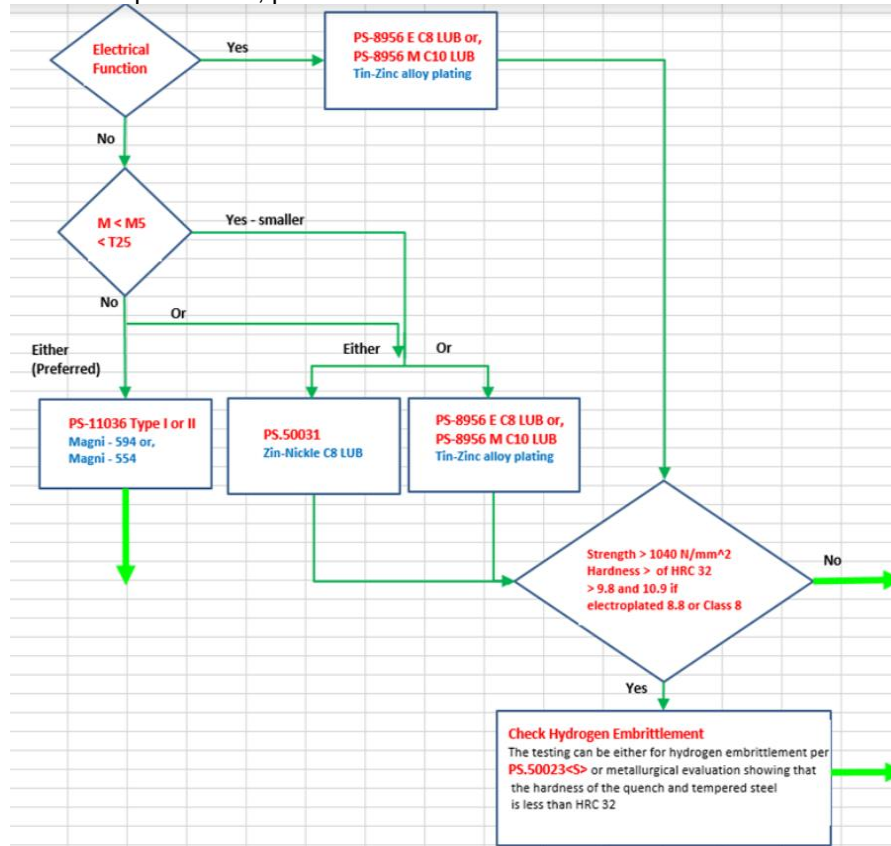 Electrical
Function
Yes
PS-8956 E C8 LUB or,
PS-8956 M C10 LUB
Tin-Zinc alloy plating
No
M < M5
< T25
Yes - smaller
No
Or
Either
(Preferred)
Either
Or
PS-11036 Type I or II
Magni - 594 or,
Magni - 554
PS.50031
Zin-Nickle C8 LUB
PS-8956 E C8 LUB or,
PS-8956 M C10 LUB
Tin-Zinc alloy plating
Strength > 1040 N/mm^2
Hardness > of HRC 32
> 9.8 and 10.9 if
electroplated 8.8 or Class 8
No
Yes
Check Hydrogen Embrittlement
The testing can be either for hydrogen embrittlement per
PS.50023<S> or metallurgical evaluation showing that
the hardness of the quench and tempered steel
is less than HRC 32